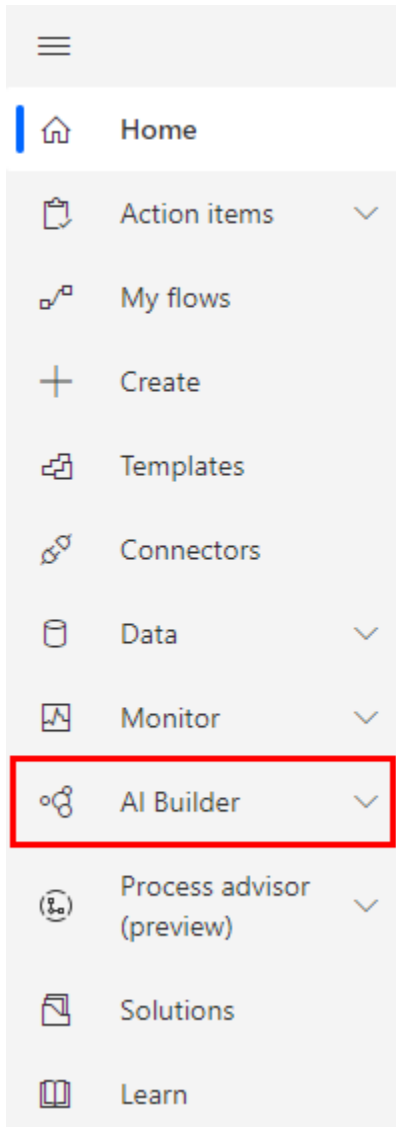 Home
Action items
My flows
Create
Templates
Connectors
Data
Monitor
AI Builder
Process advisor
(preview)
Solutions
Learn